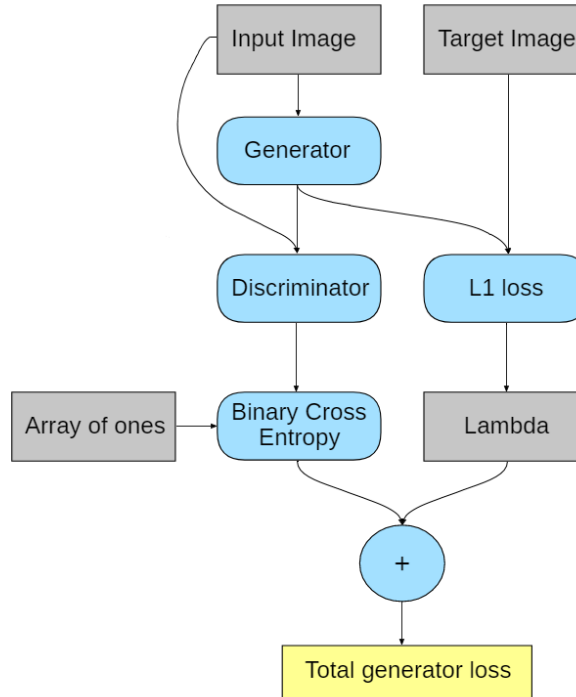 Input Image
Target Image
Generator
Discriminator
L1 loss
Array of ones
Binary Cross
Entropy
Lambda
+
Total generator loss